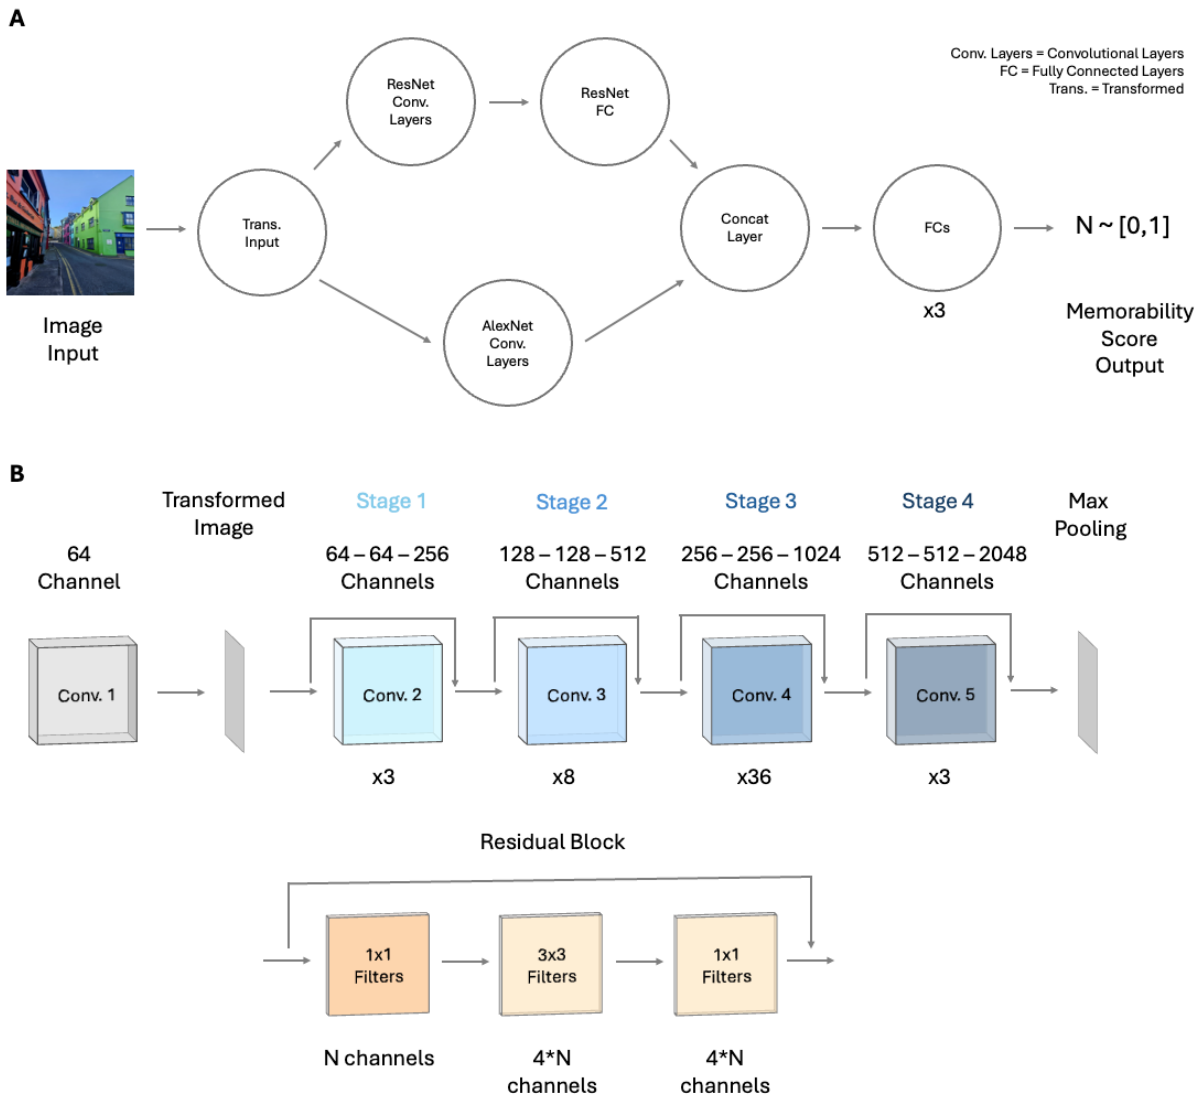 A
Conv. Layers = Convolutional Layers
FC = Fully Connected Layers
Trans. = Transformed
ResNet
Conv.
Layers
ResNet
FC
Trans.
Input
Concat
Layer
FCs
N ~ [0,1]
AlexNet
Conv.
Layers
x3
Image
Input
Memorability
Score
Output
B
Transformed
Image
Stage 1
Stage 2
Stage 3
Stage 4
Max
Pooling
64
Channel
64 – 64 – 256
Channels
128 – 128 – 512
Channels
256 – 256 – 1024
Channels
512 – 512 – 2048
Channels
Conv. 1
Conv. 2
Conv. 3
Conv. 4
Conv. 5
x3
x8
x36
x3
Residual Block
1x1
Filters
3x3
Filters
1x1
Filters
N channels
4*N
channels
4*N
channels